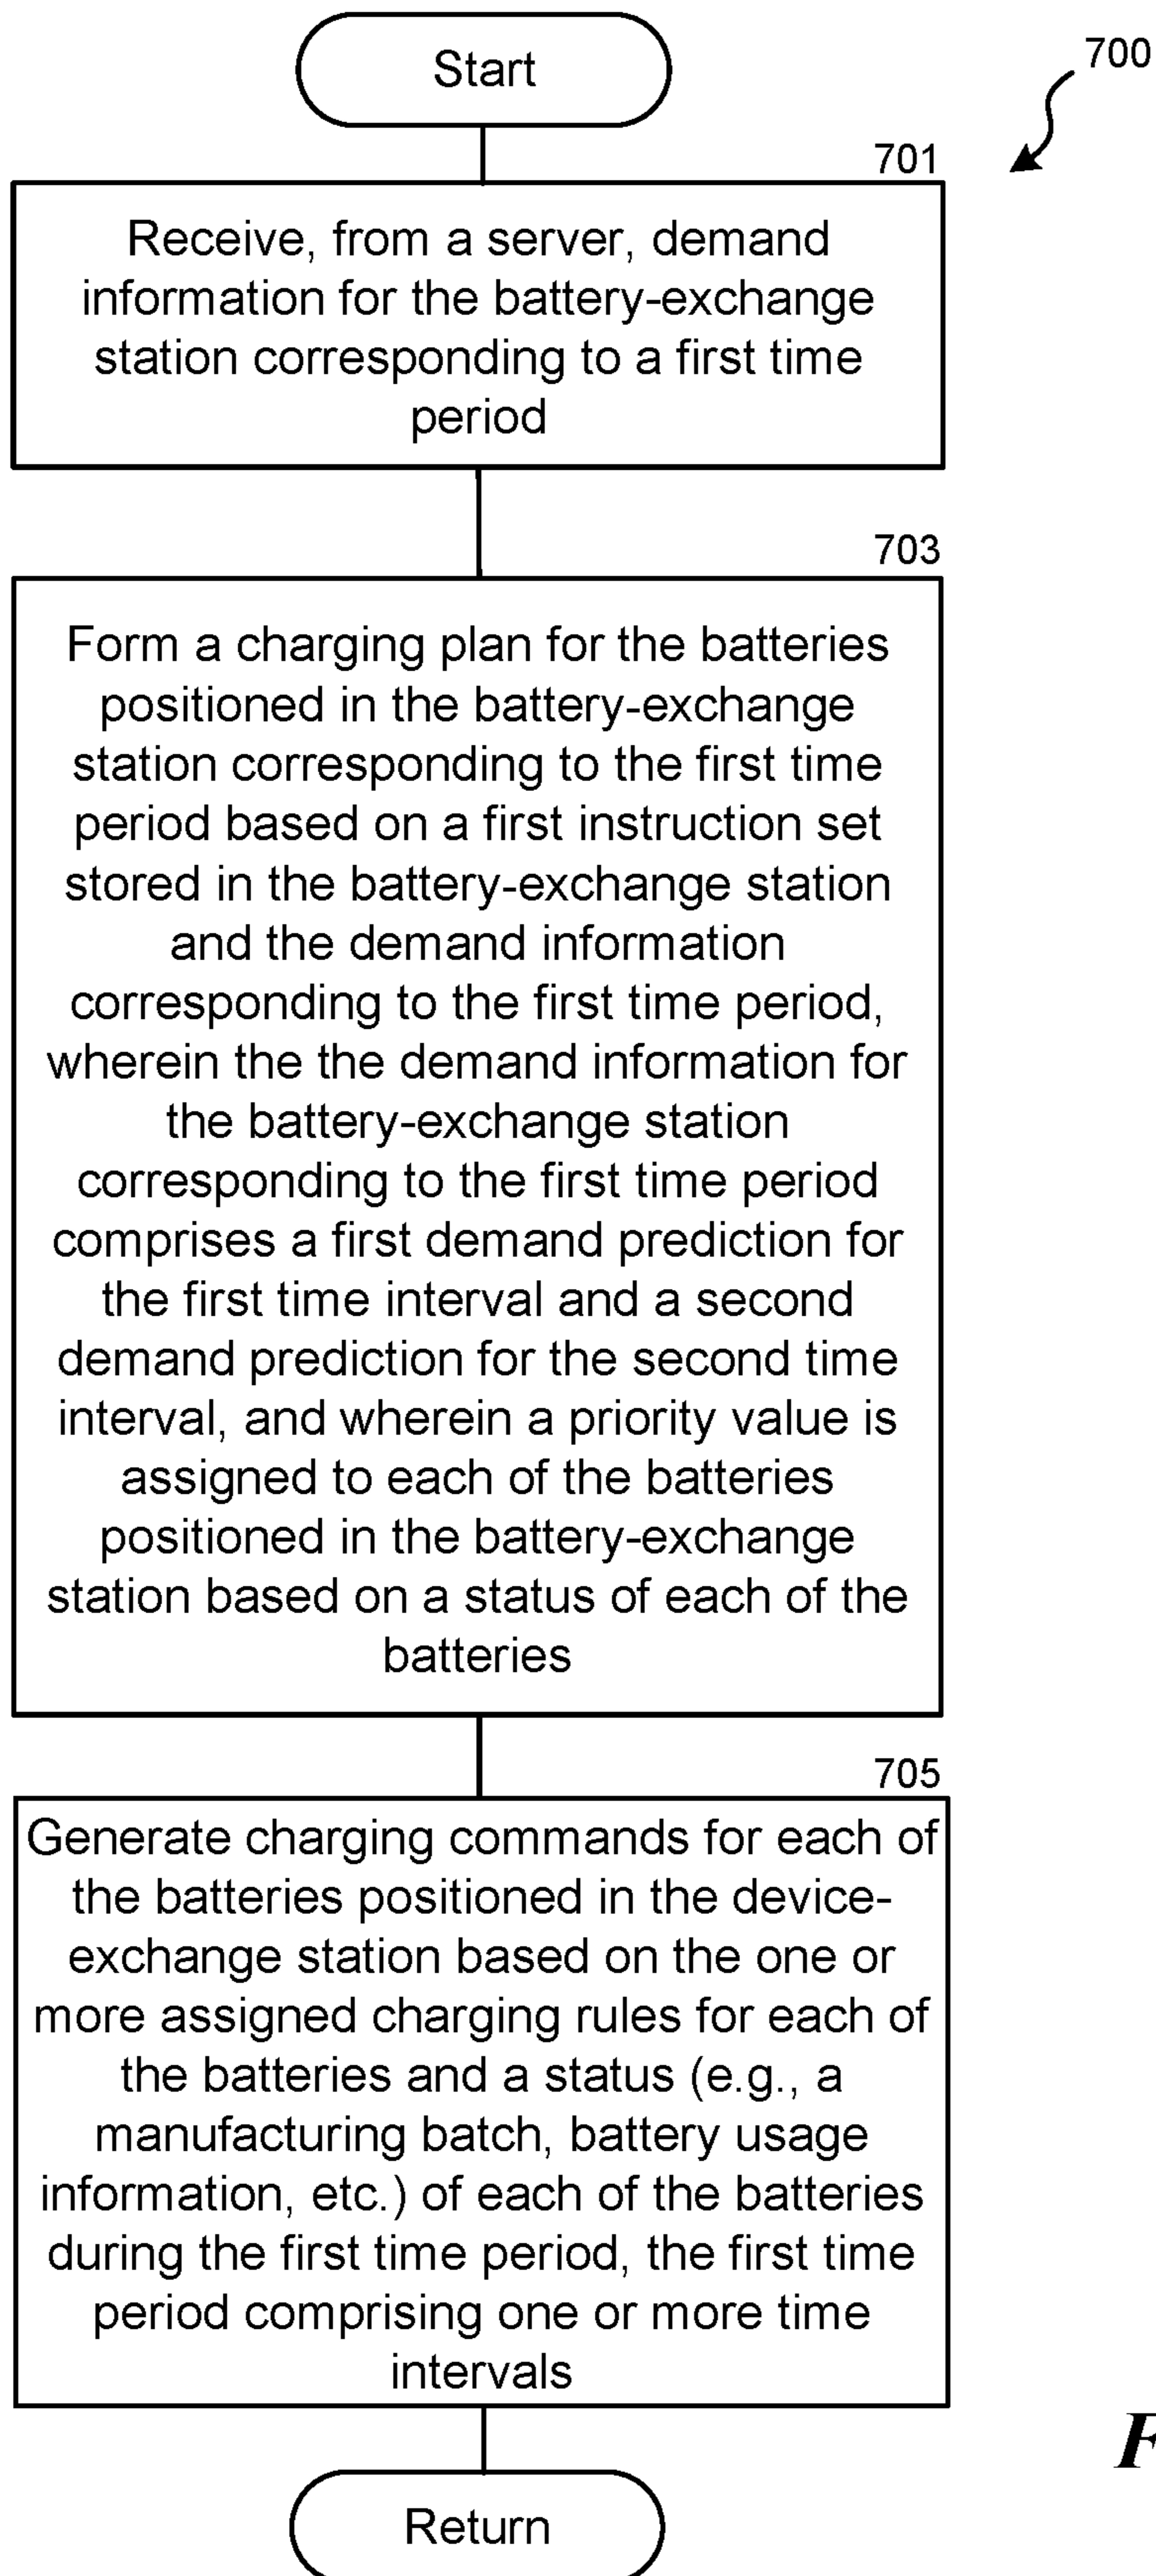 Start
700
701
Receive, from a server, demand
information for the battery-exchange
station corresponding to a first time
period
703
Form a charging plan for the batteries
positioned in the battery-exchange
station corresponding to the first time
period based on a first instruction set
stored in the battery-exchange station
and the demand information
corresponding to the first time period,
wherein the the demand information for
the battery-exchange station
corresponding to the first time period
comprises a first demand prediction for
the first time interval and a second
demand prediction for the second time
interval, and wherein a priority value is
assigned to each of the batteries
positioned in the battery-exchange
station based on a status of each of the
batteries
705
Generate charging commands for each of
the batteries positioned in the device-
exchange station based on the one or
more assigned charging rules for each of
the batteries and a status (e.g., a
manufacturing batch, battery usage
information, etc.) of each of the batteries
during the first time period, the first time
period comprising one or more time
intervals
F
Return